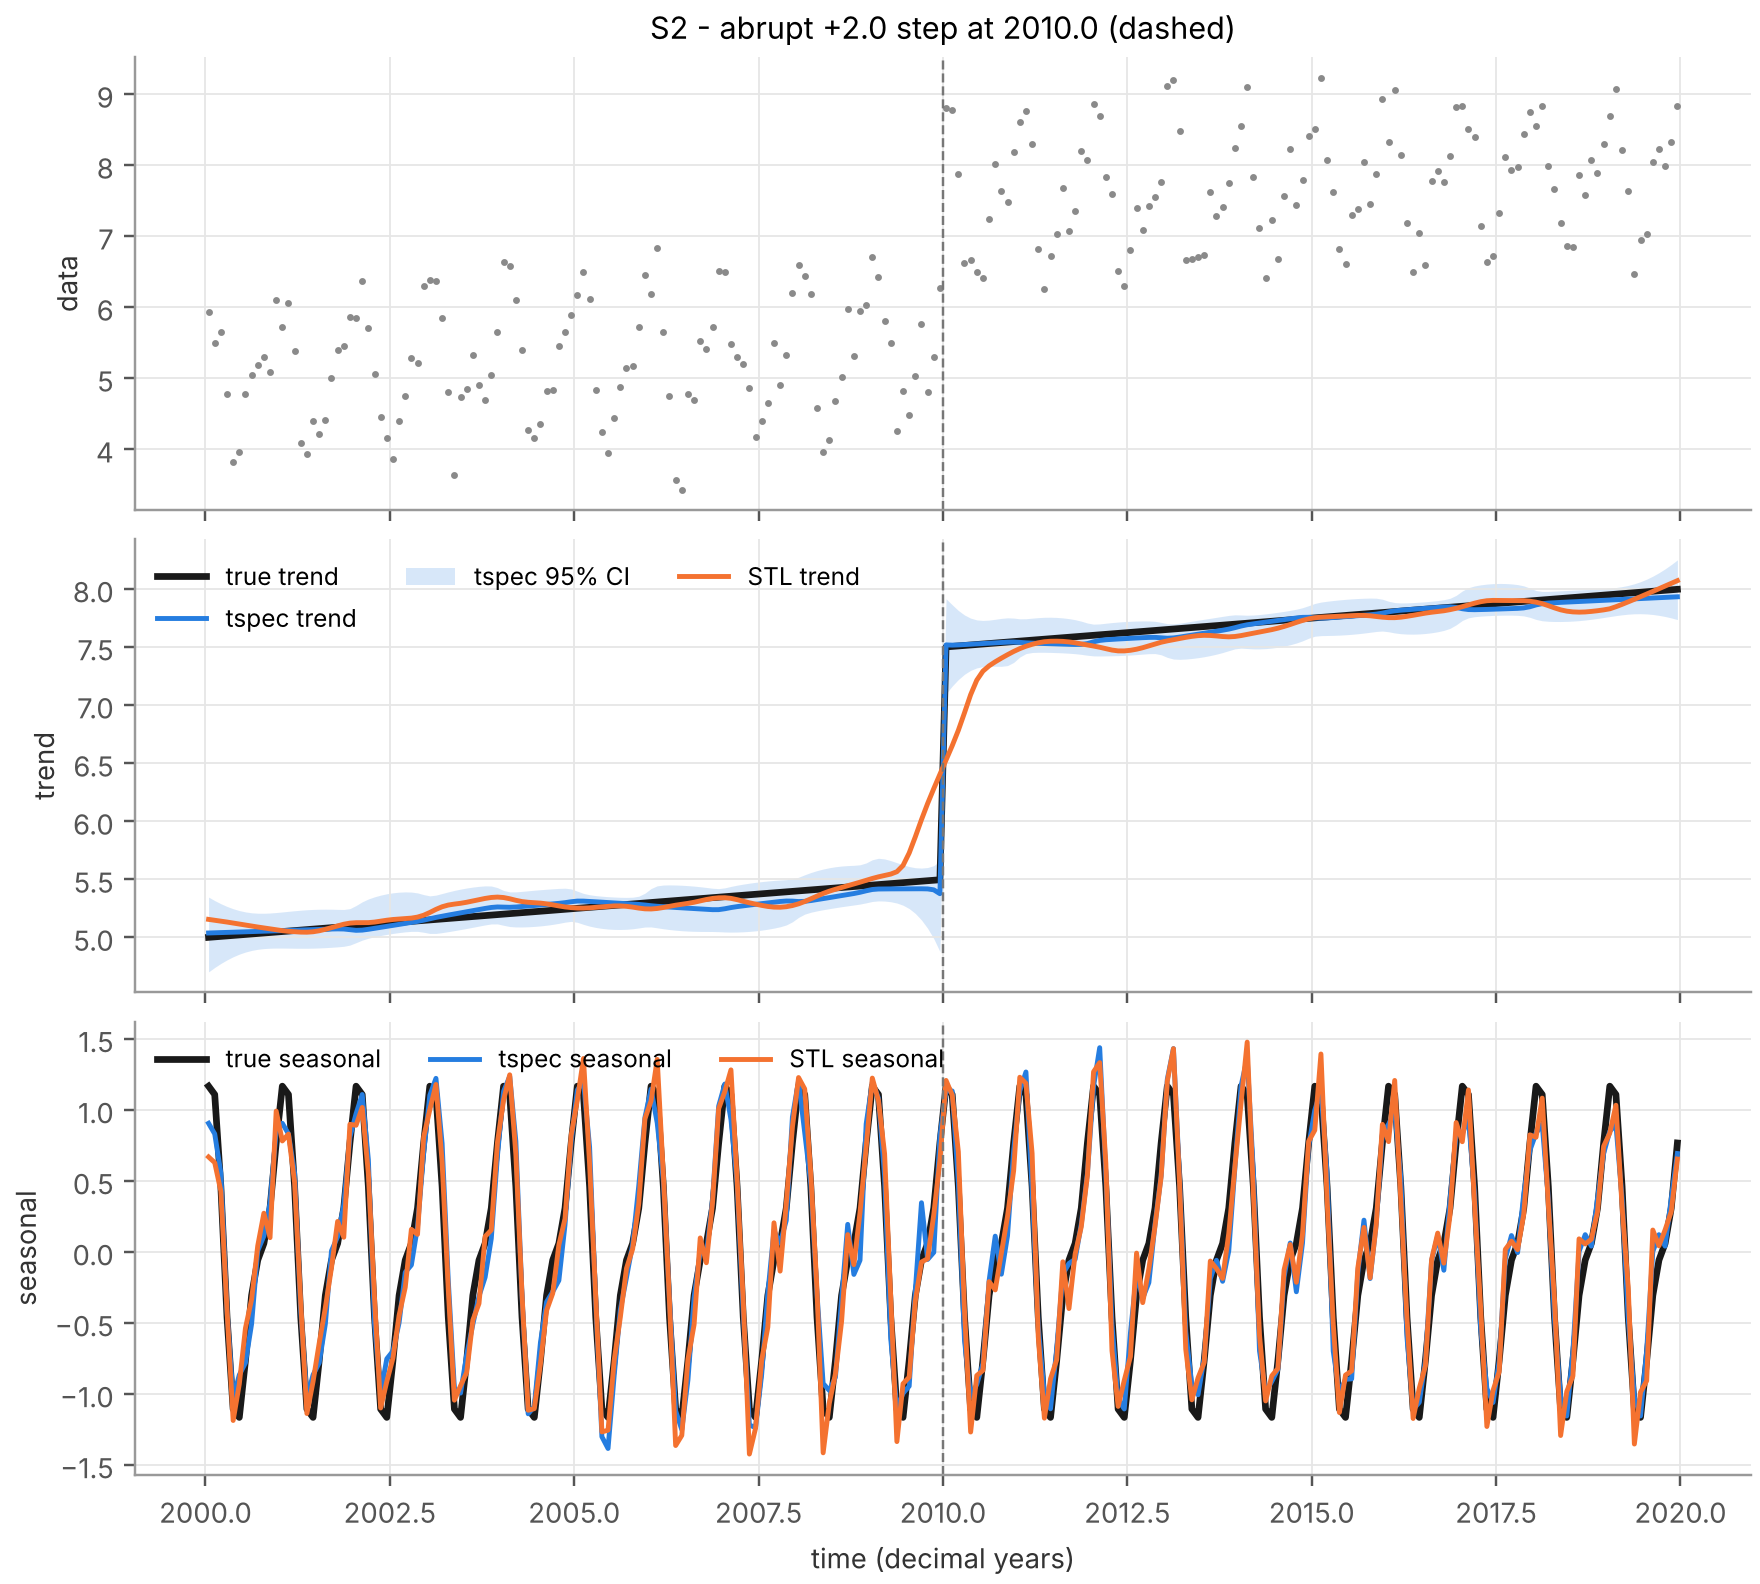 S2 - abrupt +2.0 step at 2010.0 (dashed)
9
8
7
6
5
4
data
true trend
tspec 95% CI
STL trend
tspec trend
8.0
7.5
7.0
6.5
6.0
5.5
5.0
trend
true seasonal
tspec seasonal
STL seasonal
1.5
1.0
0.5
0.0
−0.5
−1.0
−1.5
seasonal
2000.0 2002.5 2005.0 2007.5 2010.0 2012.5 2015.0 2017.5 2020.0
time (decimal years)